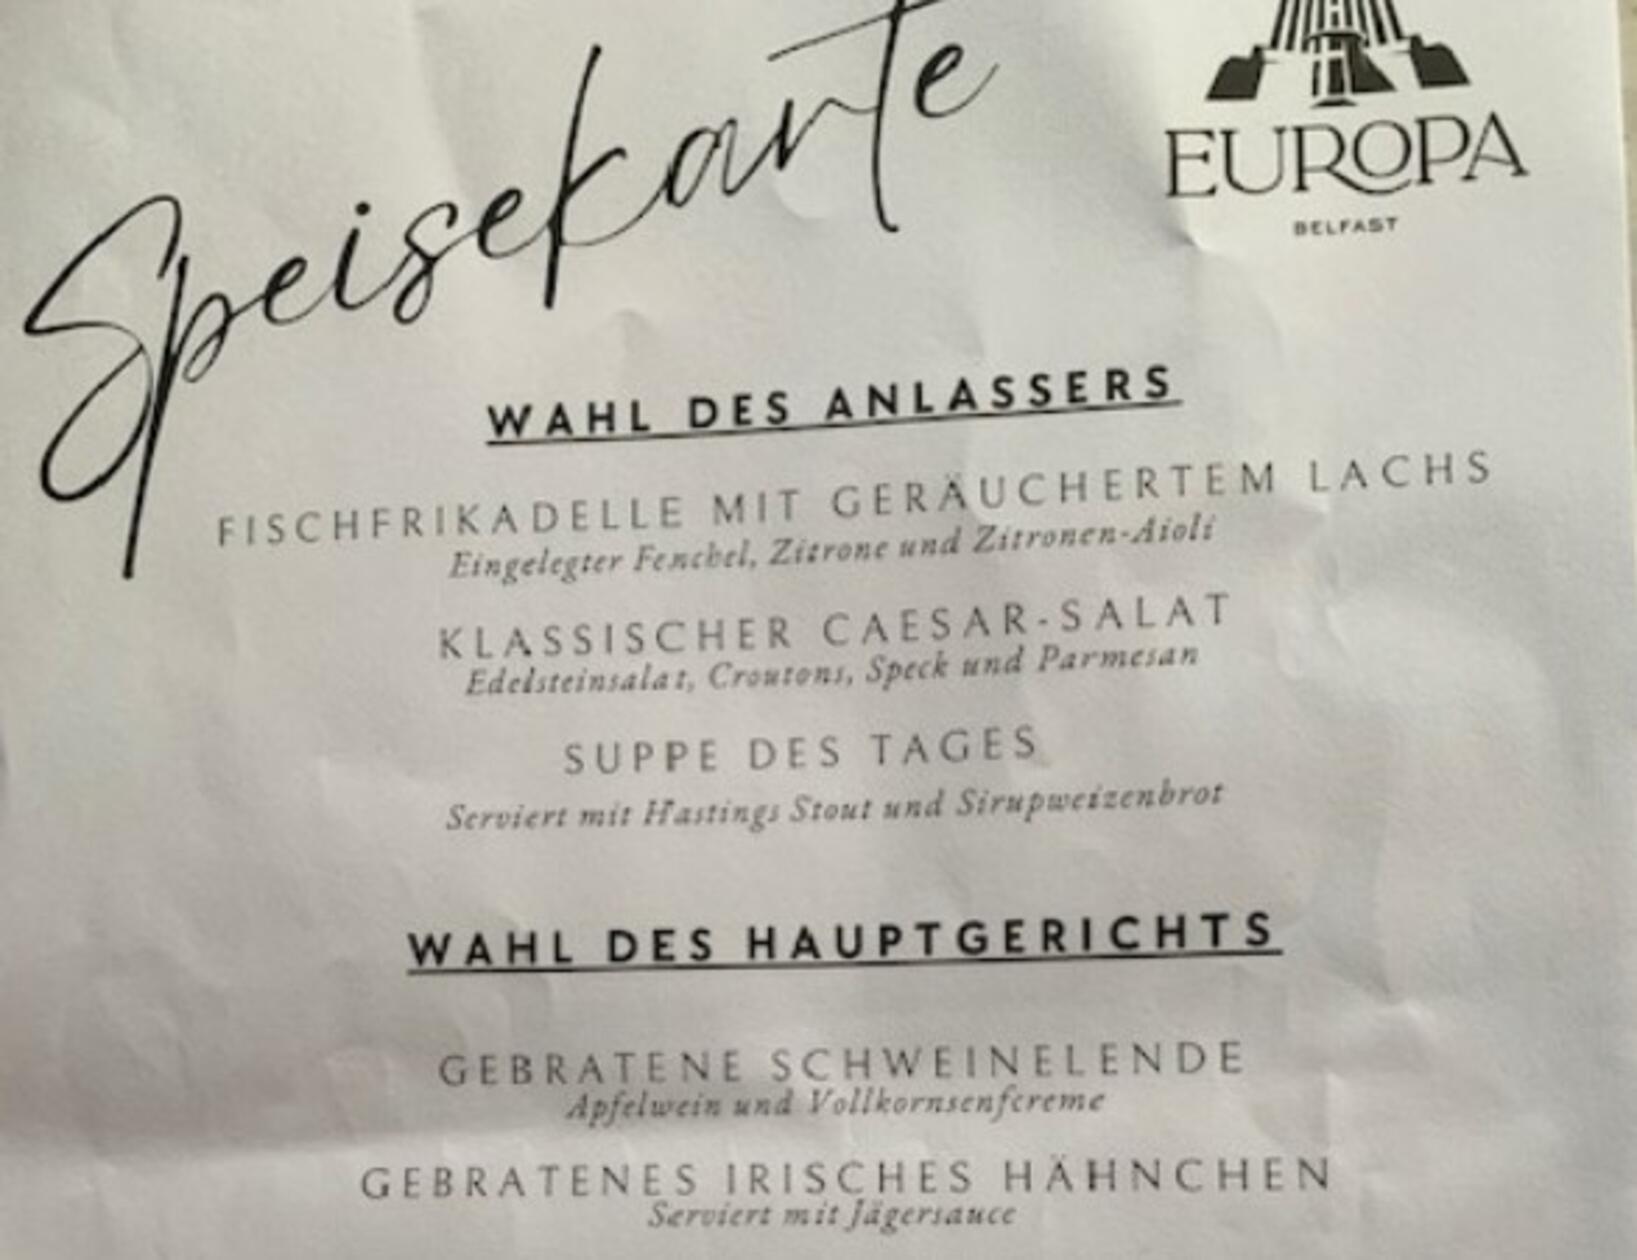 Speisekarte
EUROPA
BELFAST
WAHL DES ANLASSERS
FISCHFRIKADELLE MIT GERÄUCHERTEM LACHS
Eingelegter Fenchel, Zitrone und Zitronen-Aioli
KLASSISCHER CAESAR-SALAT
Edelsteinsalat, Croutons, Speck und Parmesan
SUPPE DES TAGES
Serviert mit Hastings Stout und Sirupweizenbrot
WAHL DES HAUPTGERICHTS
GEBRATENE SCHWEINELENDE
Apfelwein und Vollkornsenfcreme
GEBRATENES IRISCHES HÄHNCHEN
Serviert mit Jägersauce